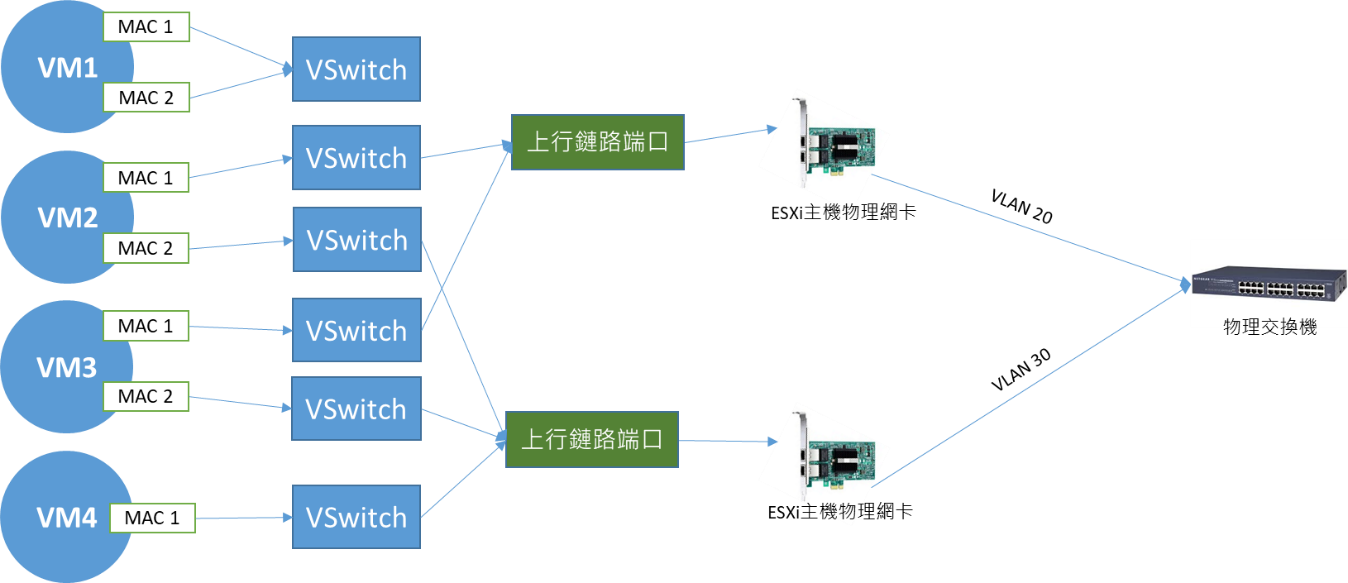 VM1
MAC 1
MAC 2
VSwitch
VM2
MAC 1
MAC 2
VSwitch
VSwitch
VM3
MAC 1
MAC 2
VSwitch
VSwitch
VM4
MAC 1
VSwitch
上行鏈路端口
上行鏈路端口
ESXi主機物理網卡
ESXi主機物理網卡
VLAN 20
VLAN 30
物理交換機